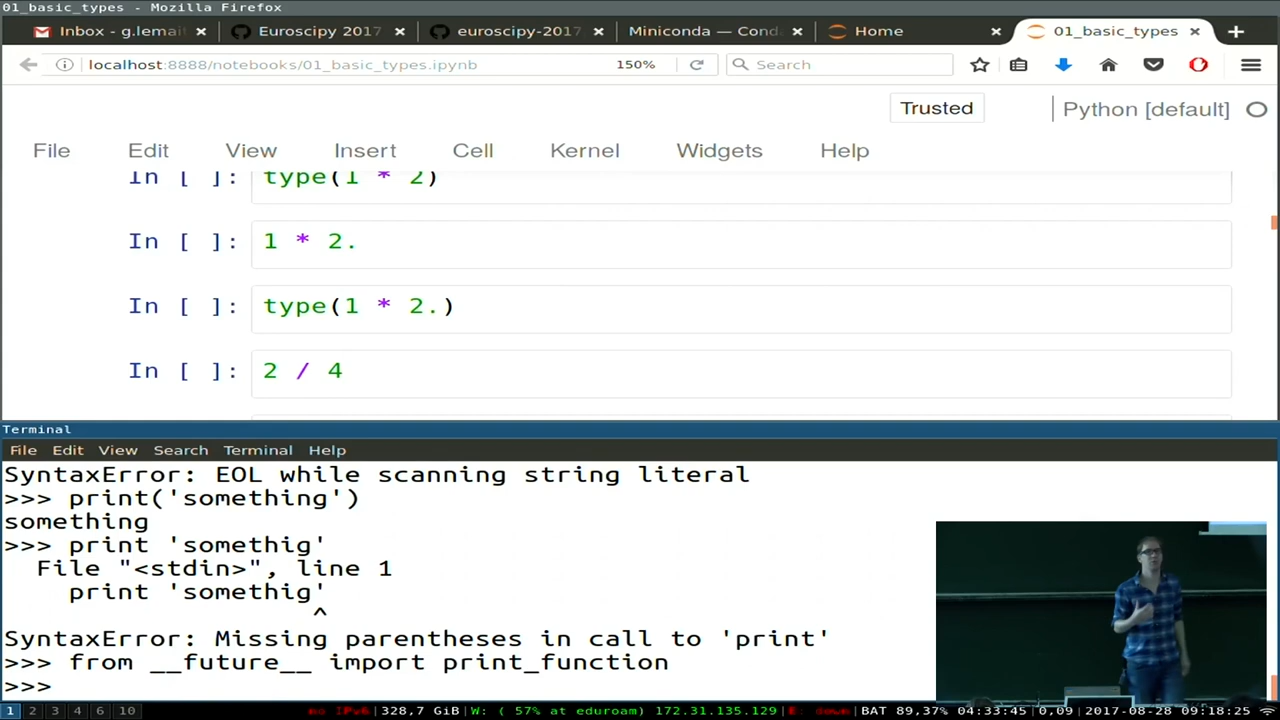 01_basic_types - Mozilla Firefox
Inbox - g.lemait
Euroscipy 2017
euroscipy-2017
Miniconda — Cond
Home
01_basic_types
localhost:8888/notebooks/01_basic_types.ipynb
150%
Search
Trusted
Python [default]
File Edit View Insert Cell Kernel Widgets Help
In [ ]: type(1 * 2)
In [ ]: 1 * 2.
In [ ]: type(1 * 2.)
In [ ]: 2 / 4
Terminal
File Edit View Search Terminal Help
SyntaxError: EOL while scanning string literal
>>> print('something')
something
>>> print 'somethig'
File "<stdin>", line 1
print 'somethig'
^
SyntaxError: Missing parentheses in call to 'print'
>>> from __future__ import print_function
>>>
1 2 3 4 6 10
no IPv6|328,7 GiB|W: ( 57% at eduroam) 172.31.135.129|E: down|BAT 89,37% 04:33:45|0,09|2017-08-28 09:18:25